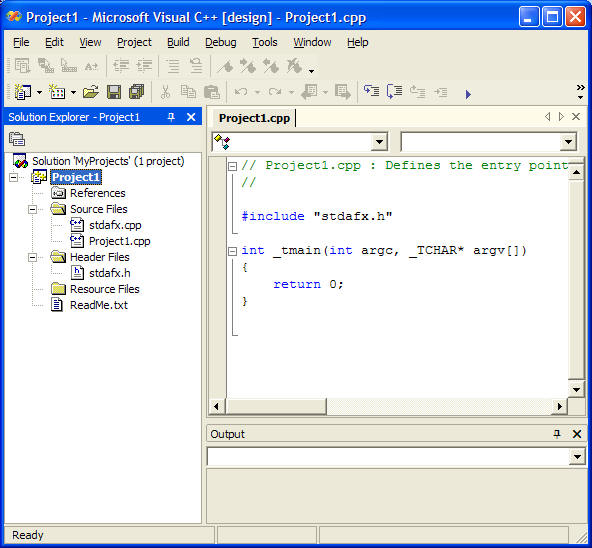 Project1 - Microsoft Visual C++ [design] - Project1.cpp
File Edit View Project Build Debug Tools Window Help
Solution Explorer - Project1
Solution 'MyProjects' (1 project)
Project1
References
Source Files
stdafx.cpp
Project1.cpp
Header Files
stdafx.h
Resource Files
ReadMe.txt
Project1.cpp
// Project1.cpp : Defines the entry point
//
#include "stdafx.h"
int _tmain(int argc, _TCHAR* argv[])
{
return 0;
}
Output
Ready